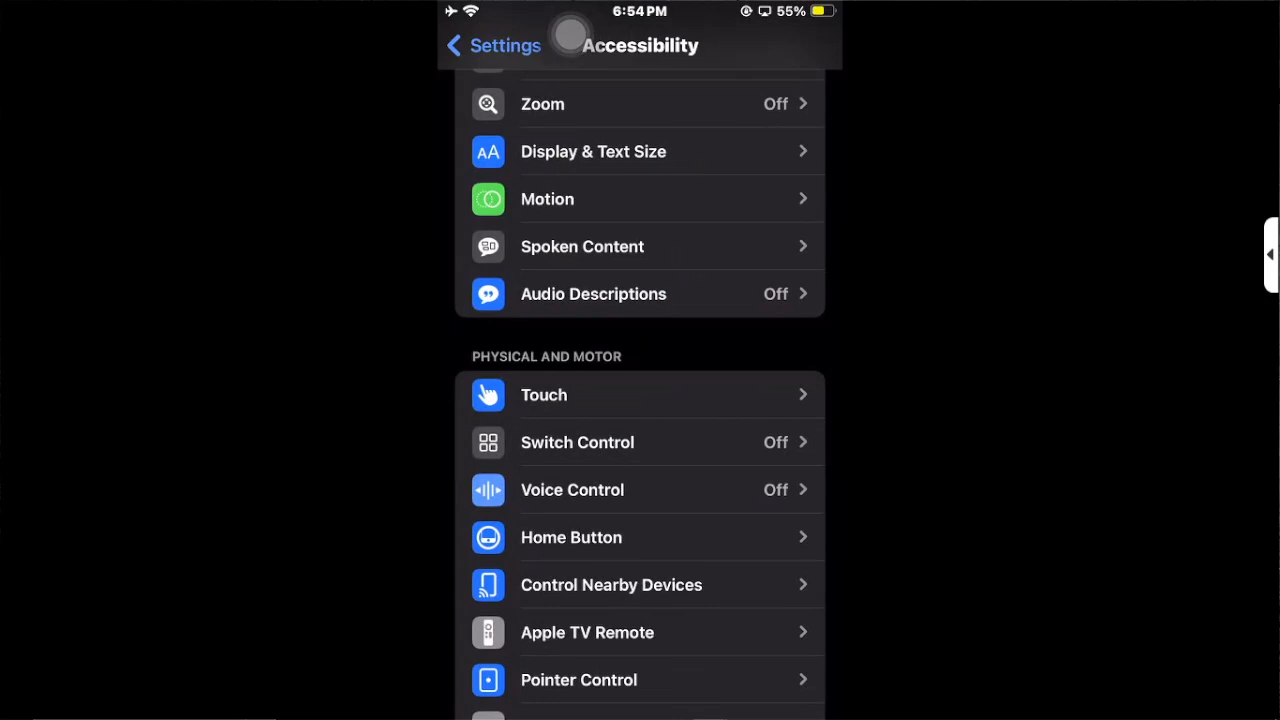 6:54 PM
55%
Settings
Accessibility
Zoom Off
AA Display & Text Size
Motion
Spoken Content
Audio Descriptions Off
PHYSICAL AND MOTOR
Touch
Switch Control Off
Voice Control Off
Home Button
Control Nearby Devices
Apple TV Remote
Pointer Control